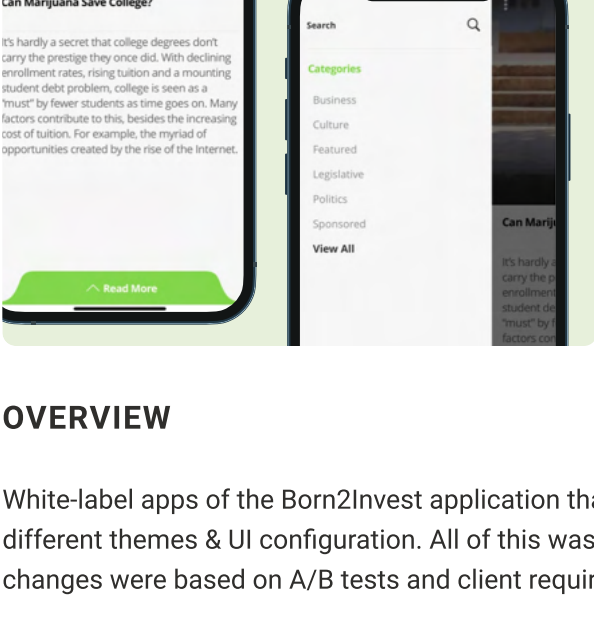 Can Marijuana Save College?
It's hardly a secret that college degrees don't
carry the prestige they once did. With declining
enrollment rates, rising tuition and a mounting
student debt problem, college is seen as a
"must" by fewer students as time goes on. Many
factors contribute to this, besides the increasing
cost of tuition. For example, the myriad of
opportunities created by the rise of the Internet.
Read More
Search
Categories
Business
Culture
Featured
Legislative
Politics
Sponsored
View All
Can Mariju
It's hardly a
carry the p
enrollment
student de
"must" by f
factors con
OVERVIEW
White-label apps of the Born2Invest application tha
different themes & UI configuration. All of this was
changes were based on A/B tests and client requir